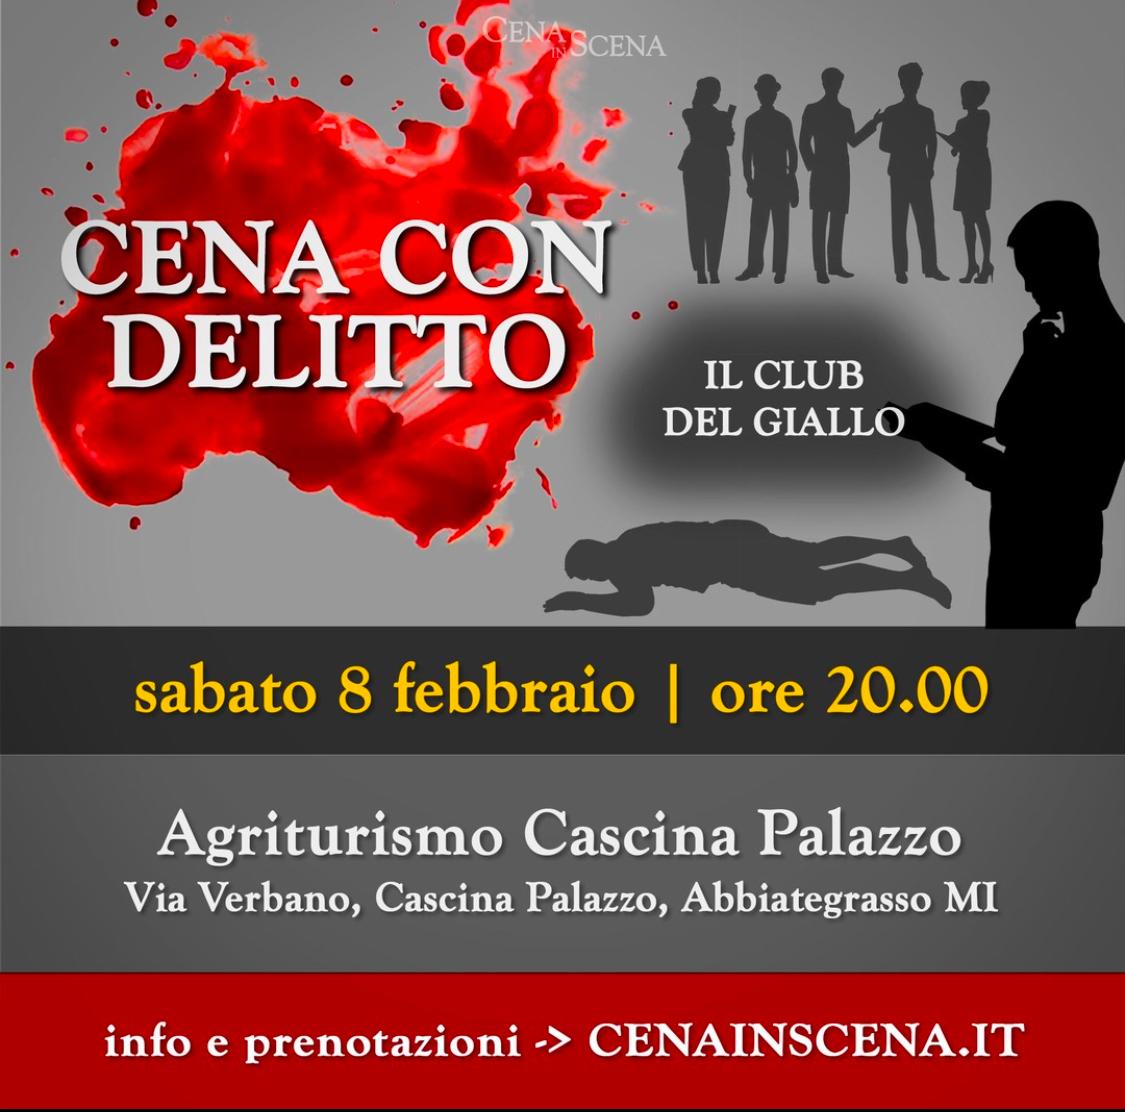 CENA IN SCENA
CENA CON
DELITTO
IL CLUB
DEL GIALLO
sabato 8 febbraio | ore 20.00
Agriturismo Cascina Palazzo
Via Verbano, Cascina Palazzo, Abbiategrasso MI
info e prenotazioni -> CENAINSCENA.IT